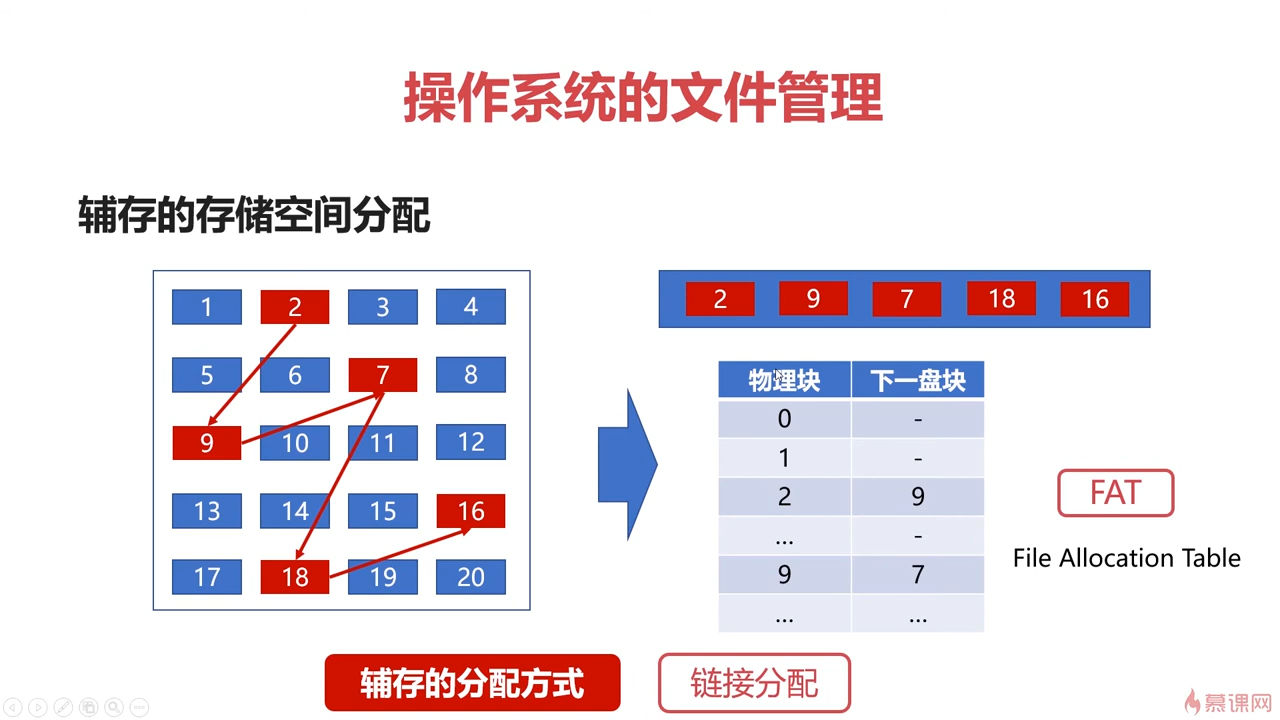 操作系统的文件管理
辅存的存储空间分配
1 2 3 4
5 6 7 8
9 10 11 12
13 14 15 16
17 18 19 20
2 9 7 18 16
物理块 下一盘块
0 -
1 -
2 9
... -
9 7
... ...
FAT
File Allocation Table
辅存的分配方式
链接分配
慕课网